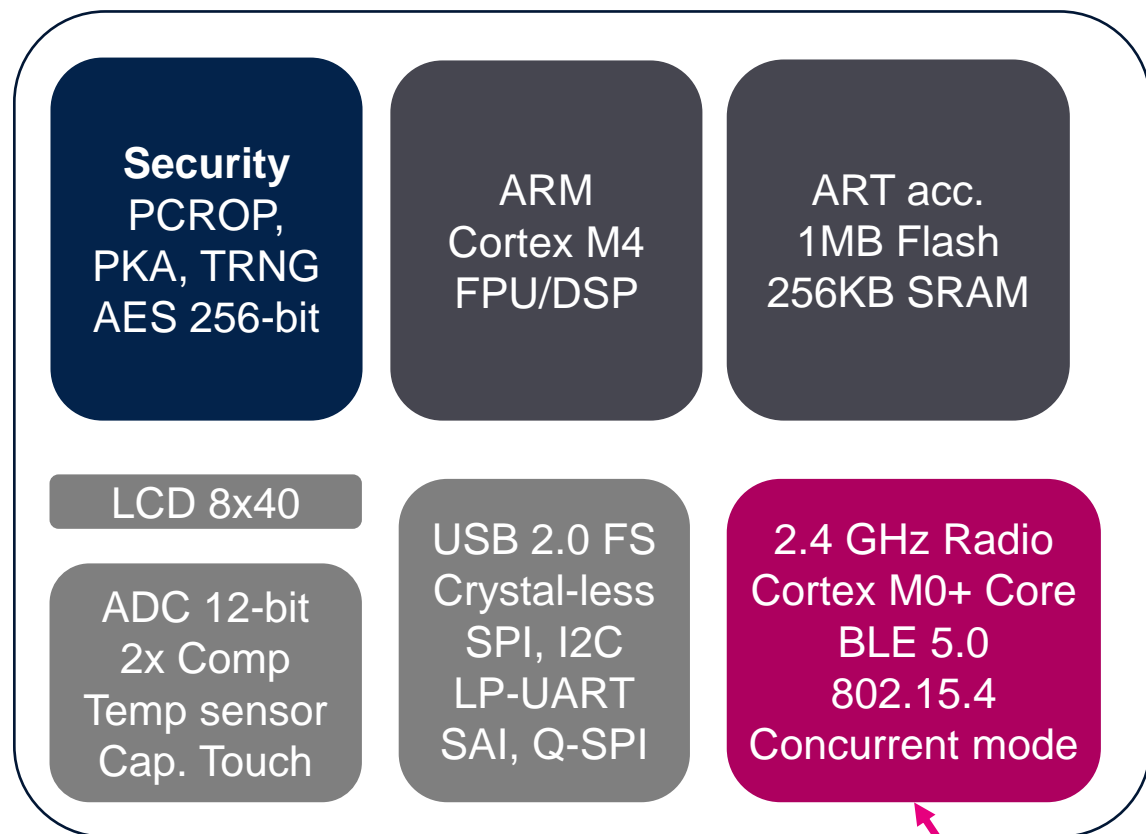 Security
PCROP,
PKA, TRNG
AES 256-bit
ARM
Cortex M4
FPU/DSP
ART acc.
1MB Flash
256KB SRAM
LCD 8x40
ADC 12-bit
2x Comp
Temp sensor
Cap. Touch
USB 2.0 FS
Crystal-less
SPI, I2C
LP-UART
SAI, Q-SPI
2.4 GHz Radio
Cortex M0+ Core
BLE 5.0
802.15.4
Concurrent mode